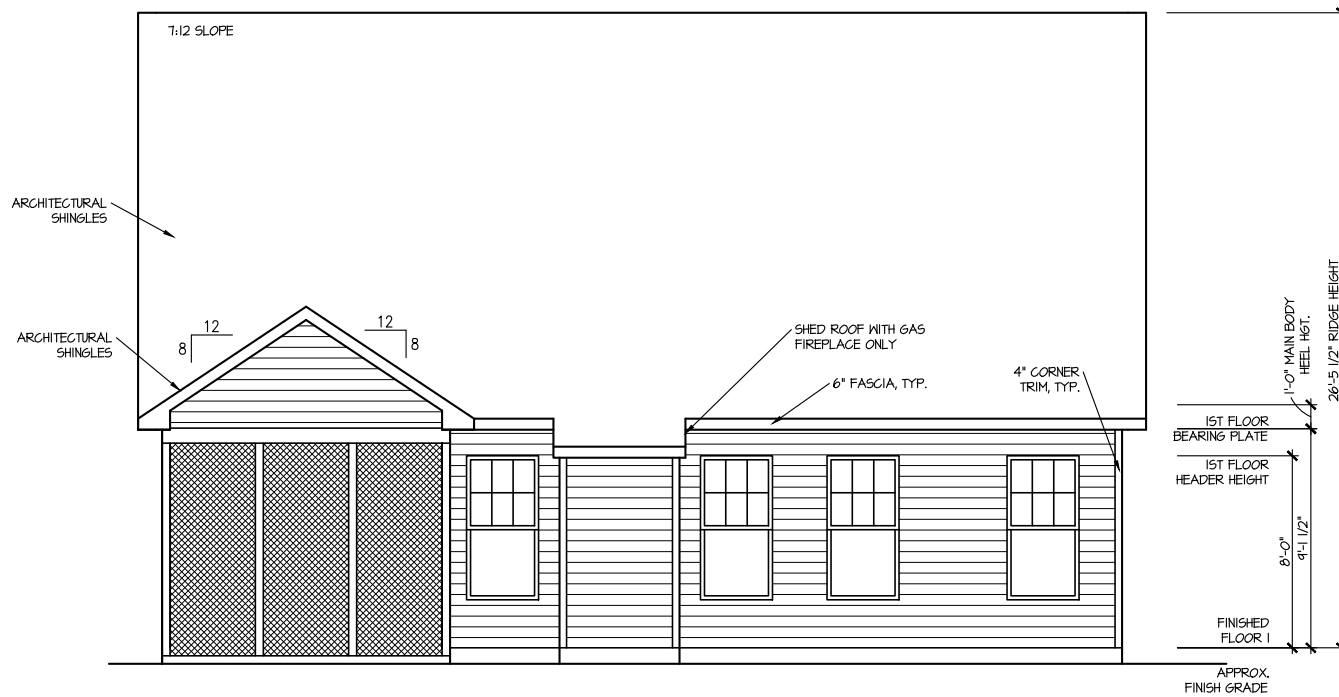 7:12 SLOPE
ARCHITECTURAL
SHINGLES
ARCHITECTURAL
SHINGLES
12
8
12
8
SHED ROOF WITH GAS
FIREPLACE ONLY
6" FASCIA, TYP.
4" CORNER
TRIM, TYP.
1'-0" MAIN BODY
HEEL HGT.
26'-5 1/2" RIDGE HEIGHT
1ST FLOOR
BEARING PLATE
1ST FLOOR
HEADER HEIGHT
8'-0"
9'-1 1/2"
FINISHED
FLOOR 1
APPROX.
FINISH GRADE